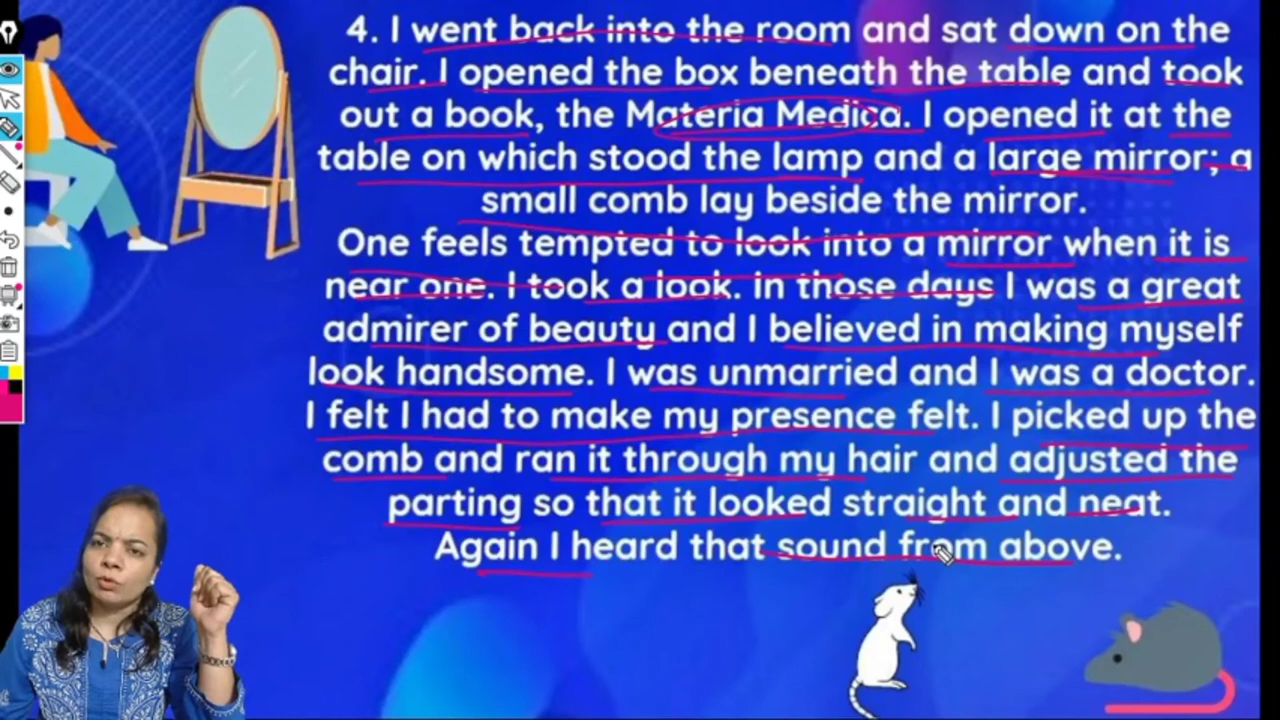 4. I went back into the room and sat down on the
chair. I opened the box beneath the table and took
out a book, the Materia Medica. I opened it at the
table on which stood the lamp and a large mirror; a
small comb lay beside the mirror.
One feels tempted to look into a mirror when it is
near one. I took a look. In those days I was a great
admirer of beauty and I believed in making myself
look handsome. I was unmarried and I was a doctor.
I felt I had to make my presence felt. I picked up the
comb and ran it through my hair and adjusted the
parting so that it looked straight and neat.
Again I heard that sound from above.